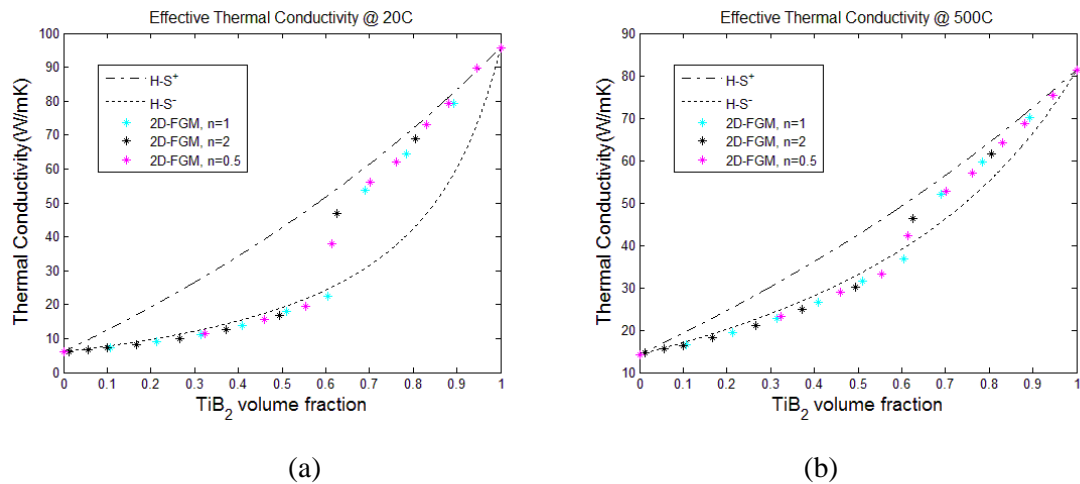 Effective Thermal Conductivity @ 20C
Thermal Conductivity(W/mK)
100
90
80
70
60
50
40
30
20
10
0
H-S+
H-S-
2D-FGM, n=1
2D-FGM, n=2
2D-FGM, n=0.5
0 0.1 0.2 0.3 0.4 0.5 0.6 0.7 0.8 0.9 1
TiB2 volume fraction
(a)
Effective Thermal Conductivity @ 500C
Thermal Conductivity(W/mK)
90
80
70
60
50
40
30
20
10
H-S+
H-S-
2D-FGM, n=1
2D-FGM, n=2
2D-FGM, n=0.5
0 0.1 0.2 0.3 0.4 0.5 0.6 0.7 0.8 0.9 1
TiB2 volume fraction
(b)